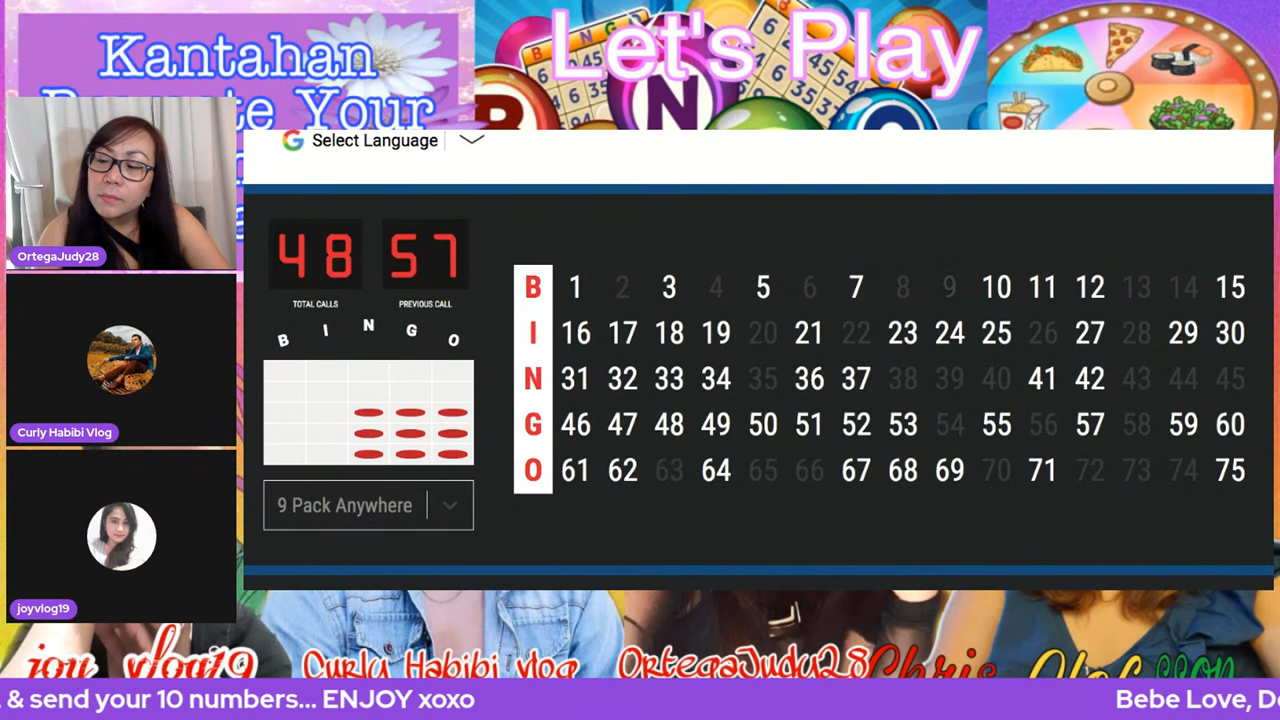 Kantahan
Let's Play
Your
Select Language
48 57
TOTAL CALLS PREVIOUS CALL
B I N G O
9 Pack Anywhere
B 1 2 3 4 5 6 7 8 9 10 11 12 13 14 15
I 16 17 18 19 20 21 22 23 24 25 26 27 28 29 30
N 31 32 33 34 35 36 37 38 39 40 41 42 43 44 45
G 46 47 48 49 50 51 52 53 54 55 56 57 58 59 60
O 61 62 63 64 65 66 67 68 69 70 71 72 73 74 75
OrtegaJudy28
Curly Habibi Vlog
joyvlog19
joy vlog19 Curly Habibi vlog OrtegaJudy28 Chris
& send your 10 numbers... ENJOY xoxo
Bebe Love,